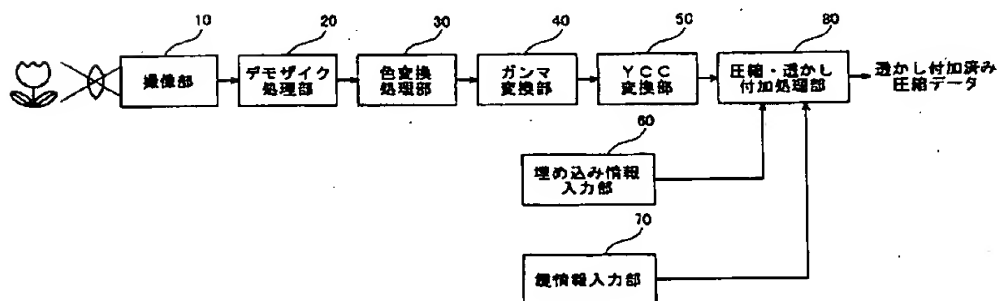 10
20
30
40
50
80
撮像部
デモザイク
処理部
色変換
処理部
ガンマ
変換部
YCC
変換部
圧縮・透かし
付加処理部
透かし付加済み
圧縮データ
60
埋め込み情報
入力部
70
鍵情報入力部